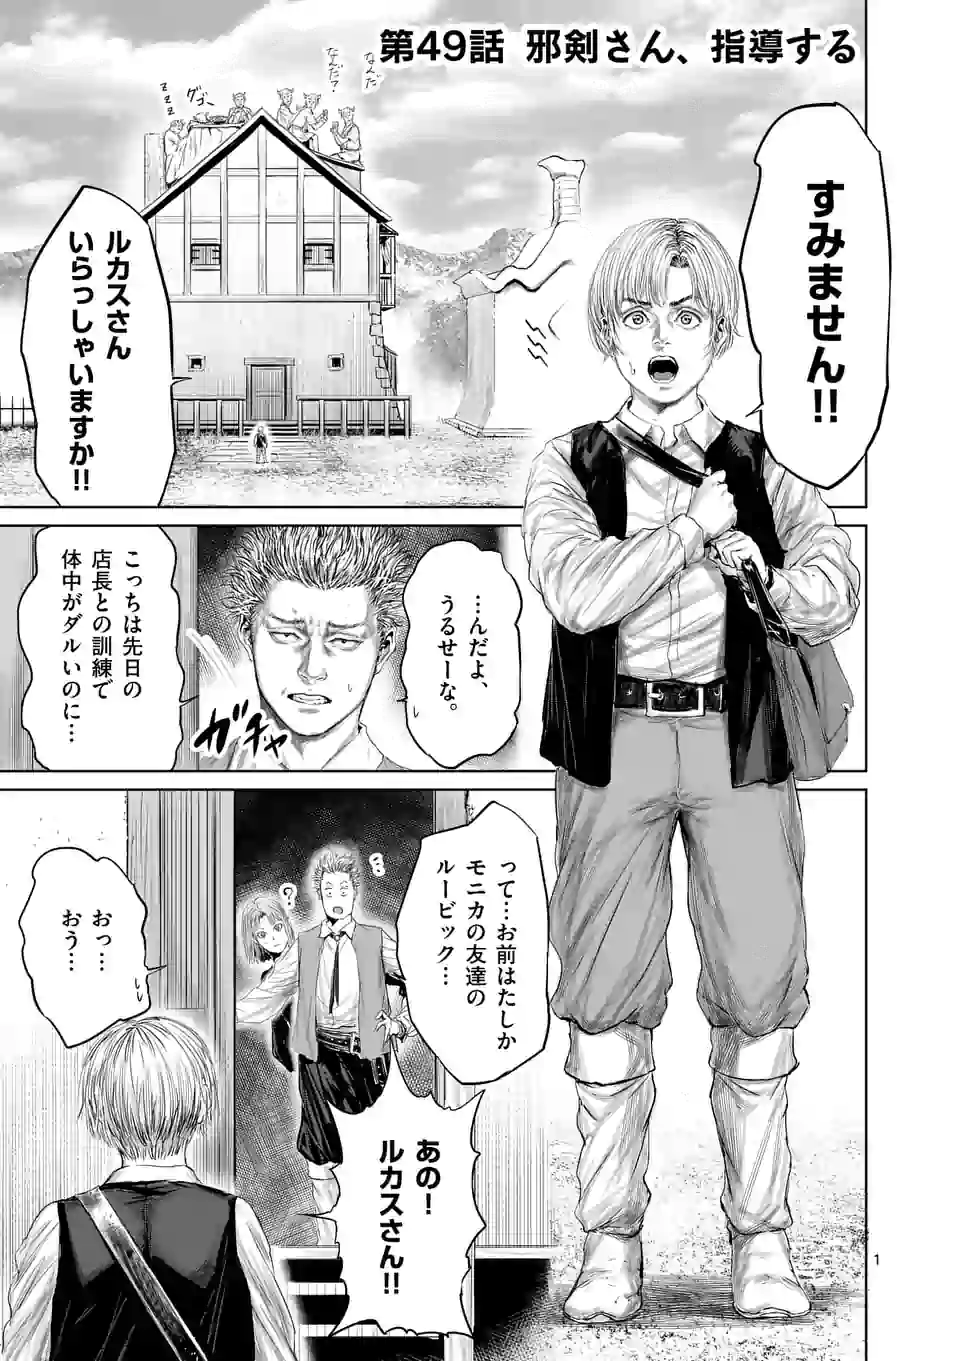 第49話 邪剣さん、指導する
すみません!!
なんだ
なんだ?
グゴ、
zzz
ルカスさん
いらっしゃいますか!!
…んだよ、
うるせーな。
ガチャ
こっちは先日の
店長との訓練で
体中がダルいのに…
って…お前はたしか
モニカの友達の
ルービック…
?
おっ…
おう…
あの!
ルカスさん!!
1